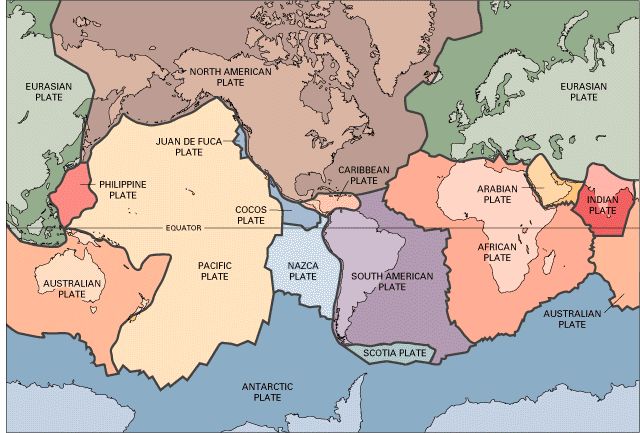 NORTH AMERICAN
PLATE
EURASIAN
PLATE
EURASIAN
PLATE
JUAN DE FUCA
PLATE
CARIBBEAN
PLATE
PHILIPPINE
PLATE
ARABIAN
PLATE
INDIAN
PLATE
COCOS
PLATE
EQUATOR
AFRICAN
PLATE
PACIFIC
PLATE
NAZCA
PLATE
SOUTH AMERICAN
PLATE
AUSTRALIAN
PLATE
AUSTRALIAN
PLATE
SCOTIA PLATE
ANTARCTIC
PLATE